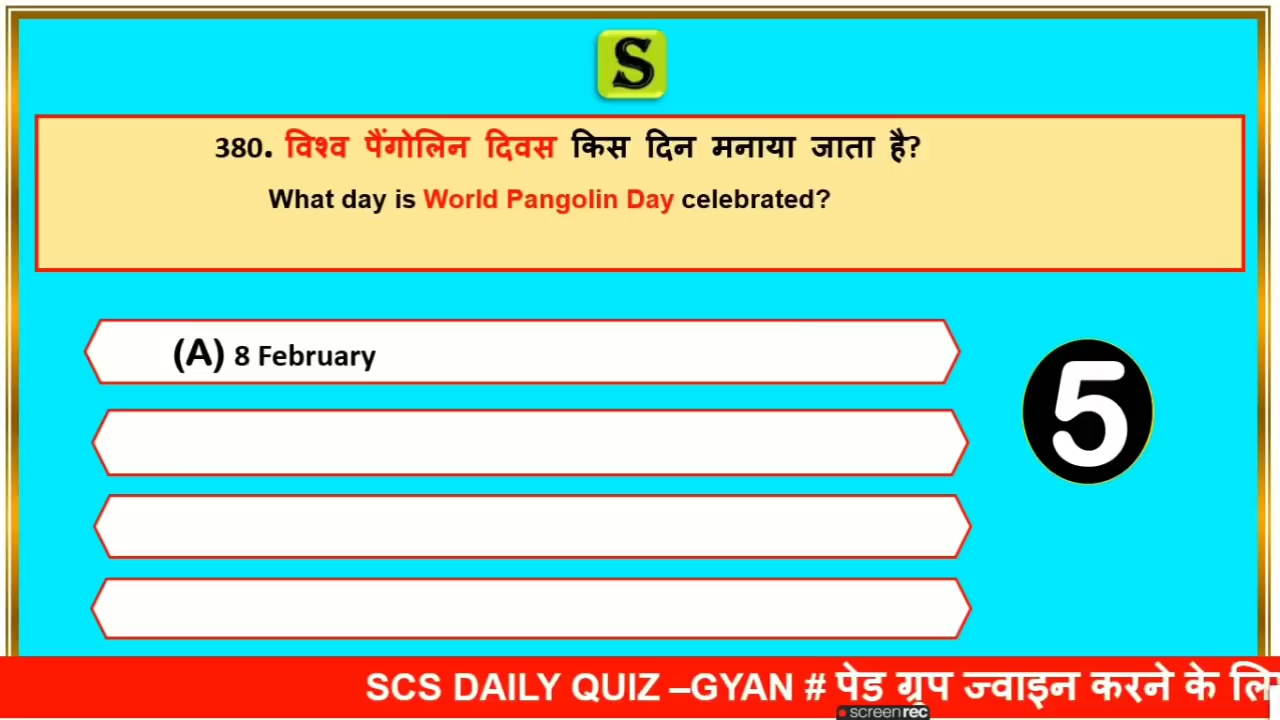 S
380. विश्व पैंगोलिन दिवस किस दिन मनाया जाता है?
What day is World Pangolin Day celebrated?
(A) 8 February
5
SCS DAILY QUIZ –GYAN # पेड ग्रुप ज्वाइन करने के लि
screenrec